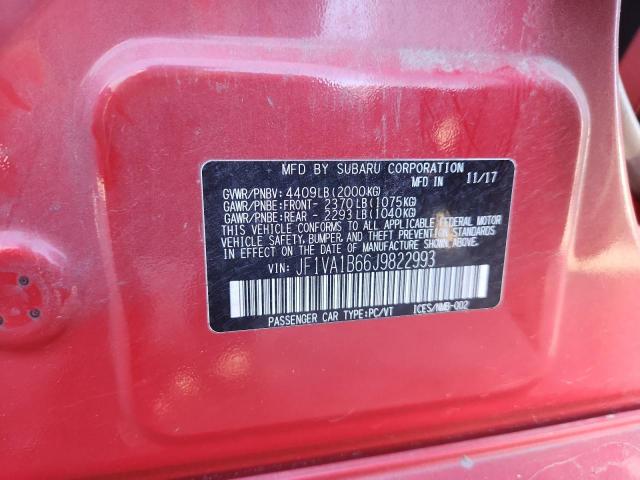 MFD BY SUBARU CORPORATION
MFD IN 11/17
GVWR/PNBV: 4409LB(2000KG)
GAWR/PNBE:FRONT- 2370LB(1075KG)
GAWR/PNBE:REAR - 2293LB(1040KG)
THIS VEHICLE CONFORMS TO ALL APPLICABLE FEDERAL MOTOR
VEHICLE SAFETY, BUMPER, AND THEFT PREVENTION STANDARDS
IN EFFECT ON THE DATE OF MANUFACTURE SHOWN ABOVE.
VIN: JF1VA1B66J9822993
PASSENGER CAR TYPE:PC/VT ICES/NMB-002